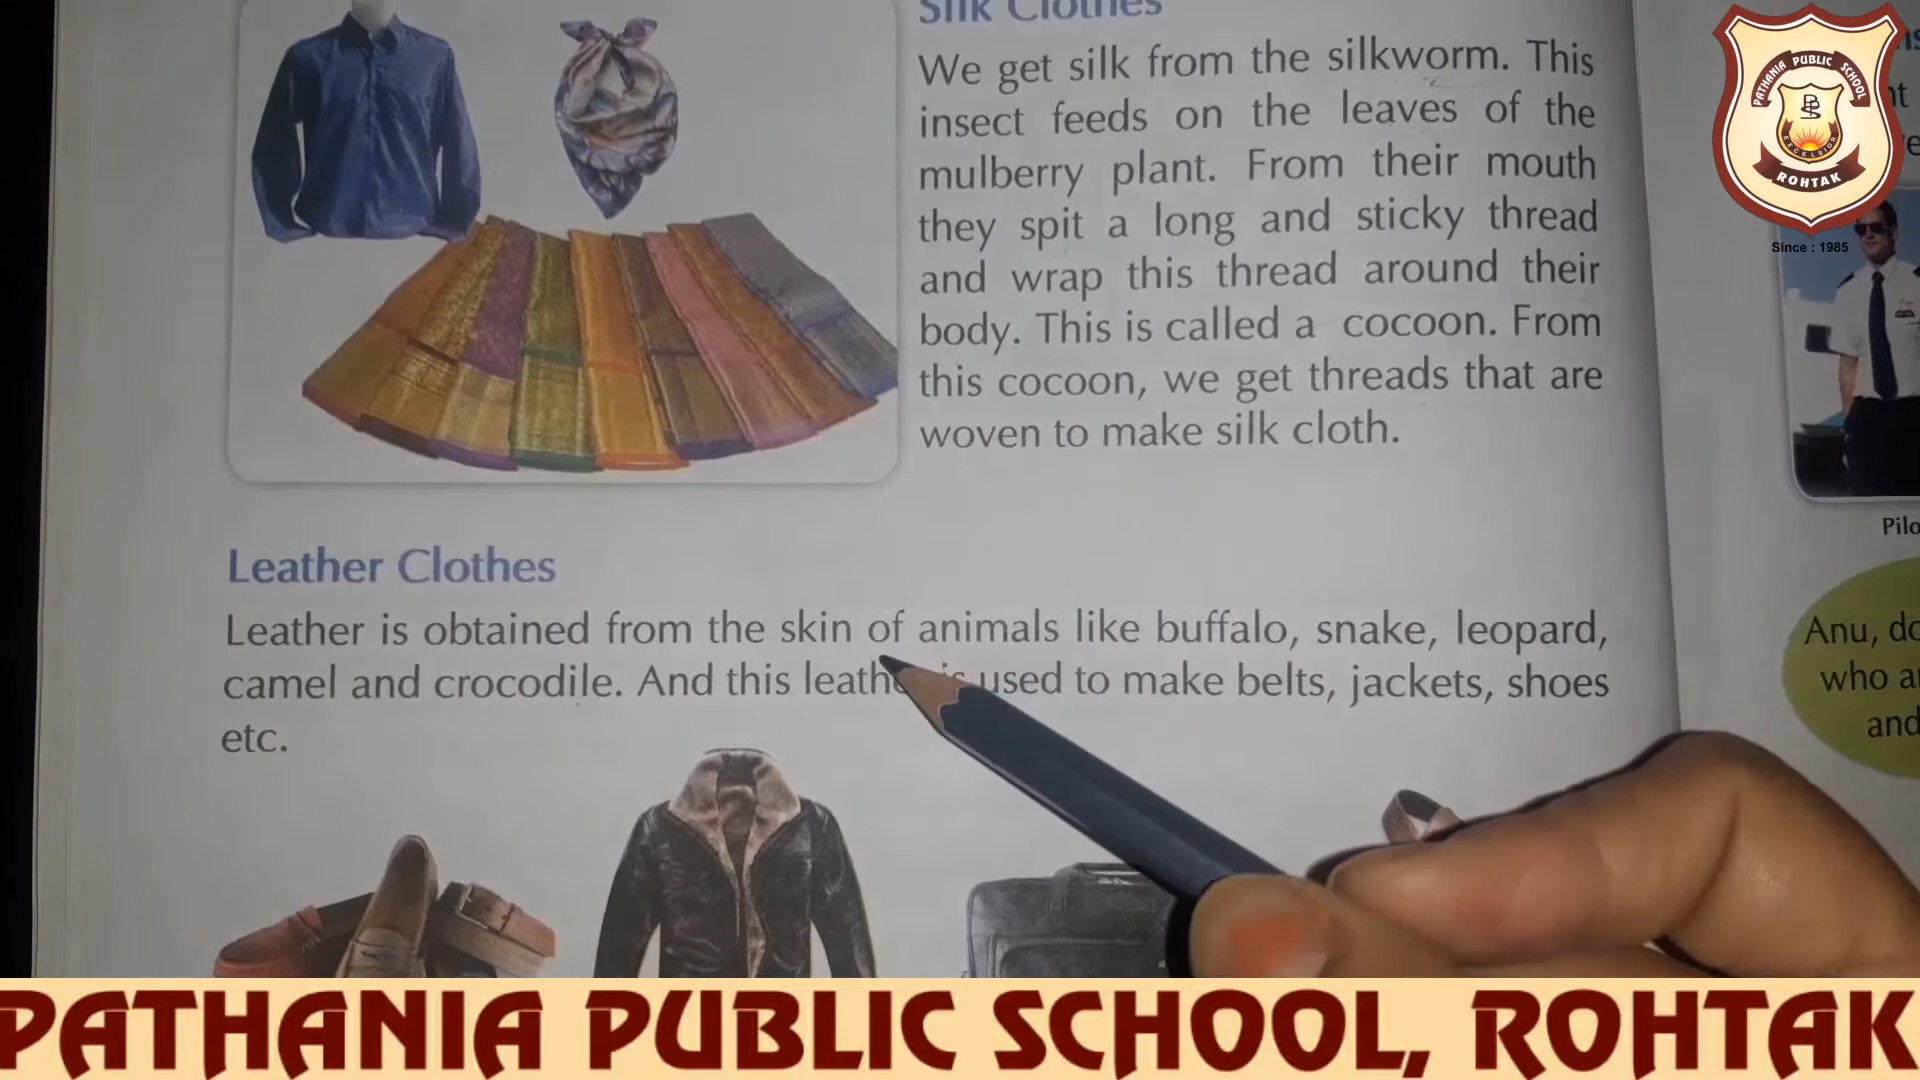 Silk Clothes
We get silk from the silkworm. This
insect feeds on the leaves of the
mulberry plant. From their mouth
they spit a long and sticky thread
and wrap this thread around their
body. This is called a cocoon. From
this cocoon, we get threads that are
woven to make silk cloth.
Leather Clothes
Leather is obtained from the skin of animals like buffalo, snake, leopard,
camel and crocodile. And this is used to make belts, jackets, shoes
etc.
PATHANIA PUBLIC SCHOOL
EXCELSIOR
ROHTAK
Since : 1985
Anu,
who
and
PATHANIA PUBLIC SCHOOL, ROHTAK